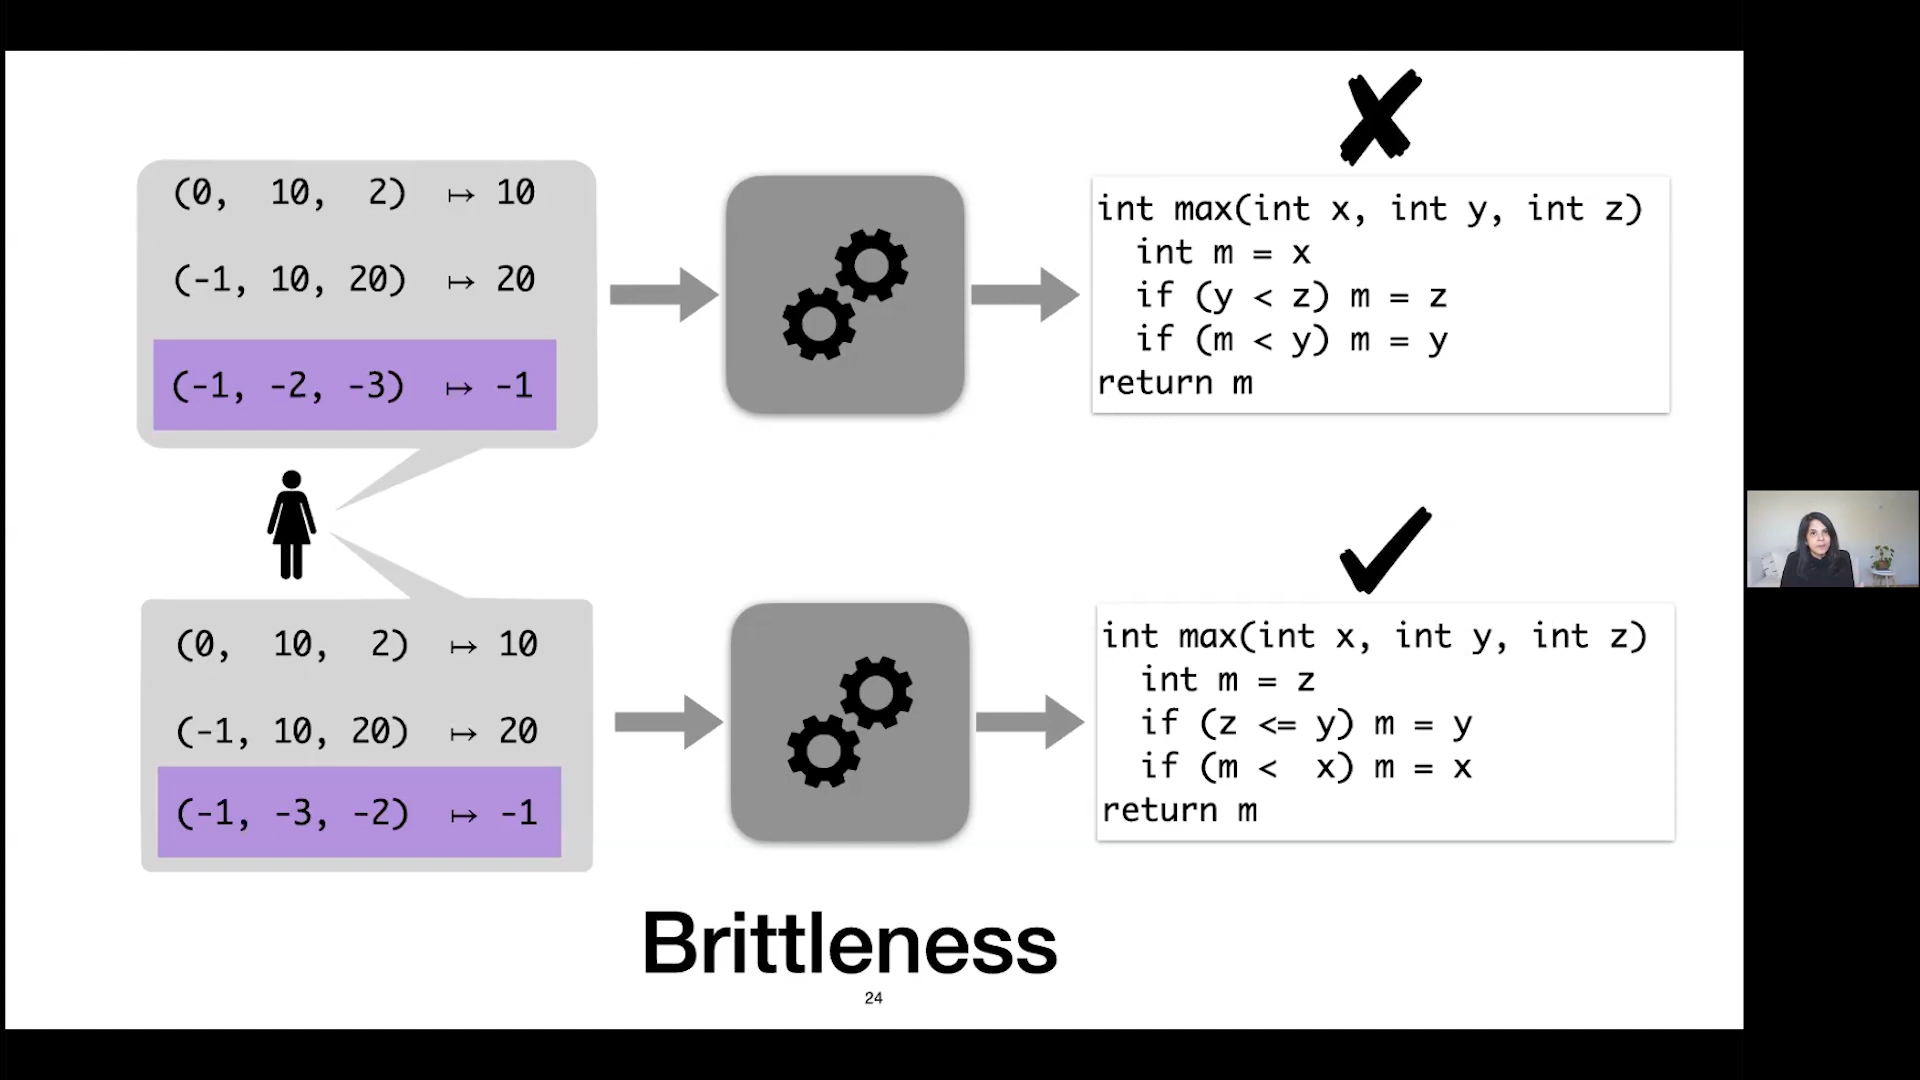 (0, 10, 2) ↦ 10
(-1, 10, 20) ↦ 20
(-1, -2, -3) ↦ -1
int max(int x, int y, int z)
int m = x
if (y < z) m = z
if (m < y) m = y
return m
(0, 10, 2) ↦ 10
(-1, 10, 20) ↦ 20
(-1, -3, -2) ↦ -1
int max(int x, int y, int z)
int m = z
if (z <= y) m = y
if (m < x) m = x
return m
Brittleness
24